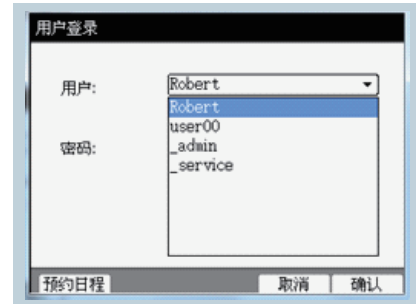 用户登录
用户: Robert
Robert
user00
密码: _admin
_service
预约日程 取消 确认